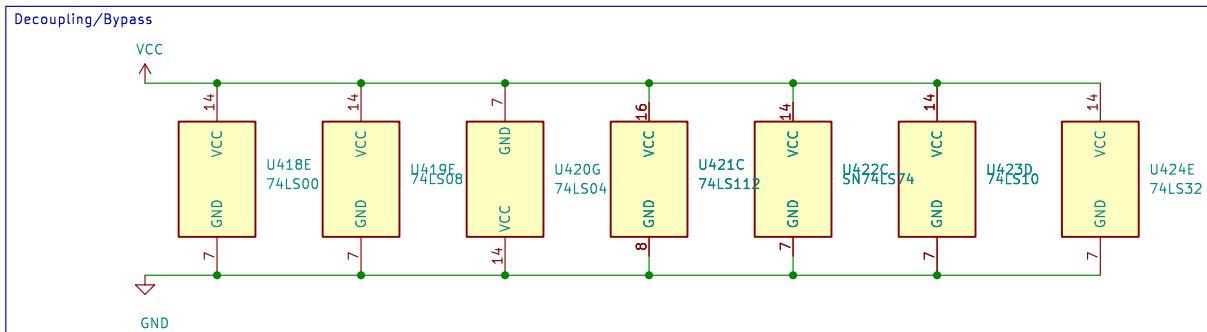 Decoupling/Bypass
VCC
14 14 7 16 14 14 14
VCC VCC GND VCC VCC VCC VCC
U418E U419E U420G U421C U422C U423D U424E
74LS00 74LS08 74LS04 74LS112 SN74LS74 74LS10 74LS32
GND GND VCC GND GND GND GND
7 7 14 8 7 7 7
GND